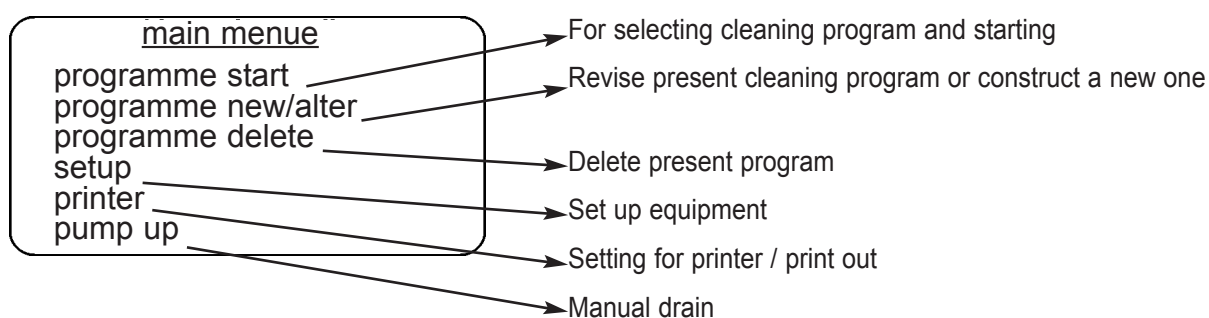 main menue
programme start
programme new/alter
programme delete
setup
printer
pump up
For selecting cleaning program and starting
Revise present cleaning program or construct a new one
Delete present program
Set up equipment
Setting for printer / print out
Manual drain